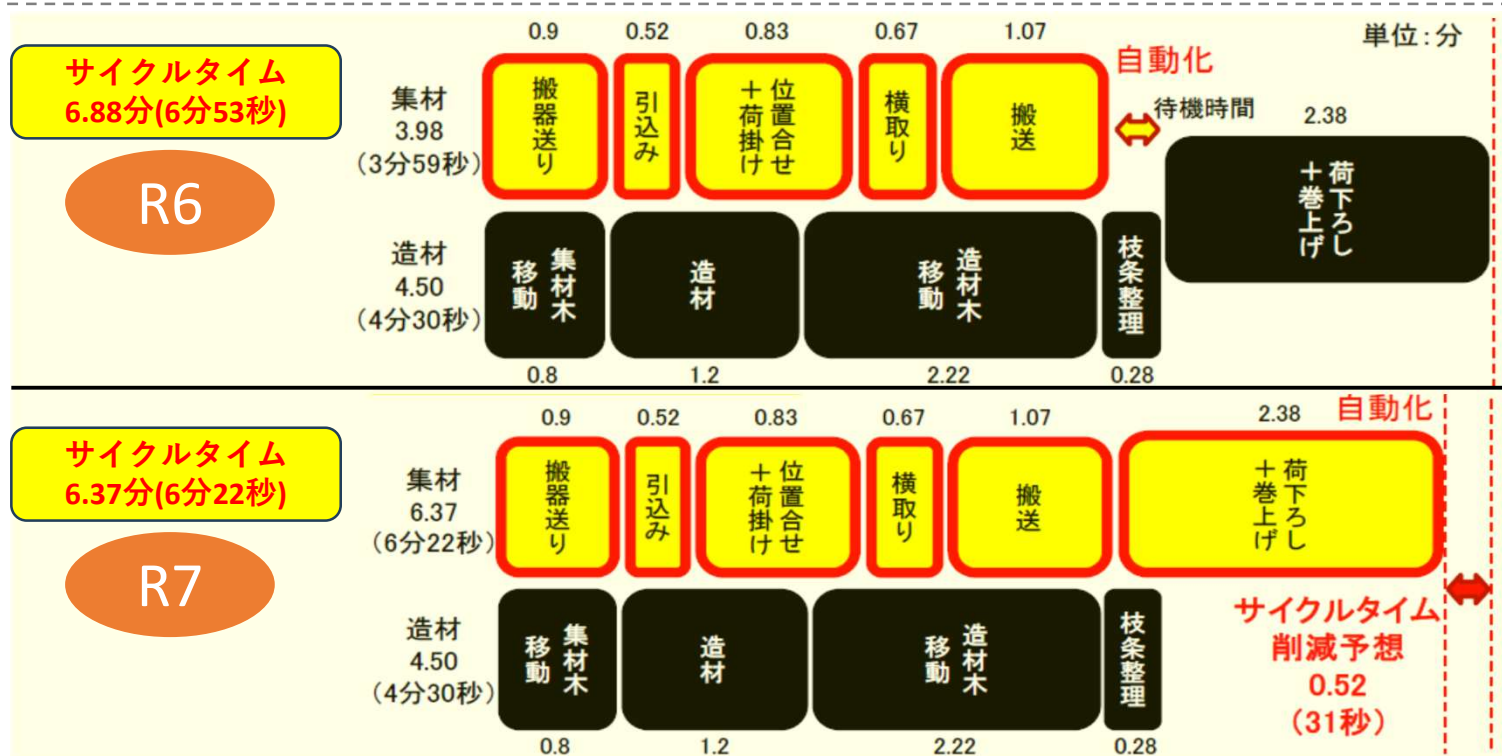 0.9 0.52 0.83 0.67 1.07
単位:分
サイクルタイム
6.88分(6分53秒)
R6
集材
3.98
(3分59秒)
搬器送り
引込み
位置合せ
＋荷掛け
横取り
搬送
自動化
待機時間
2.38
荷下ろし
＋巻上げ
造材
4.50
(4分30秒)
集材木
移動
造材
造材木
移動
枝条整理
0.8 1.2 2.22 0.28
0.9 0.52 0.83 0.67 1.07 2.38 自動化
サイクルタイム
6.37分(6分22秒)
R7
集材
6.37
(6分22秒)
搬器送り
引込み
位置合せ
＋荷掛け
横取り
搬送
荷下ろし
＋巻上げ
造材
4.50
(4分30秒)
集材木
移動
造材
造材木
移動
枝条整理
サイクルタイム
削減予想
0.52
(31秒)
0.8 1.2 2.22 0.28